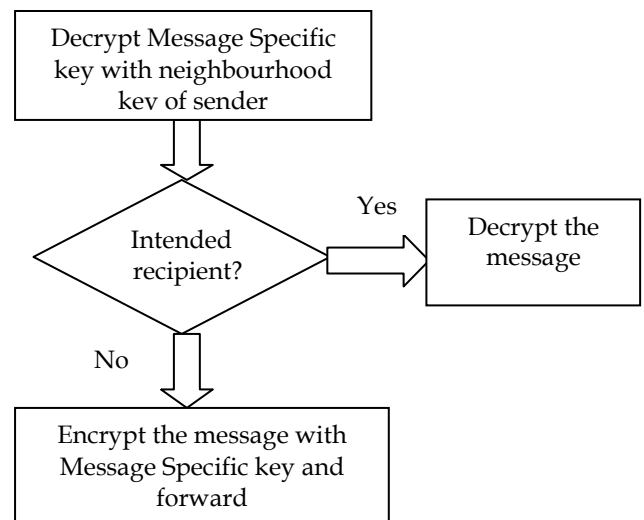 Decrypt Message Specific
key with neighbourhood
key of sender
Yes
Intended
recipient?
Decrypt the
message
No
Encrypt the message with
Message Specific key and
forward